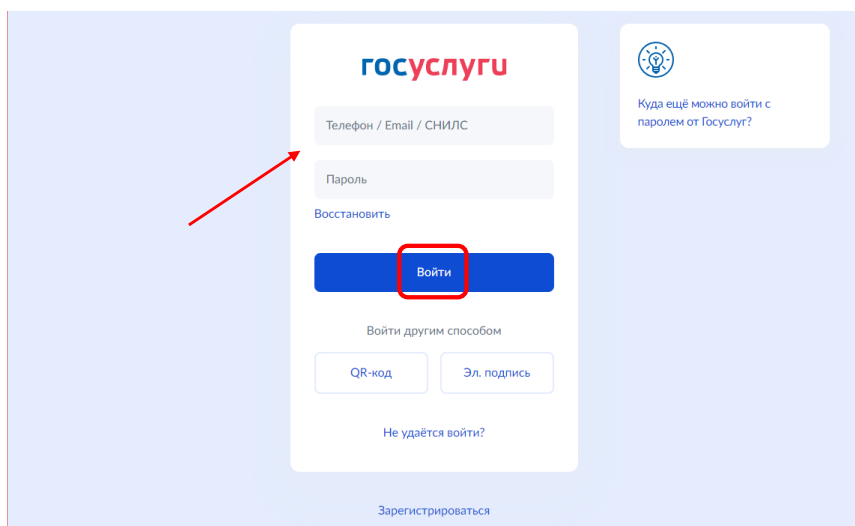 госуслуги
Телефон / Email / СНИЛС
Пароль
Восстановить
Войти
Войти другим способом
QR-код
Эл. подпись
Не удаётся войти?
Зарегистрироваться
Куда ещё можно войти с
паролем от Госуслуг?